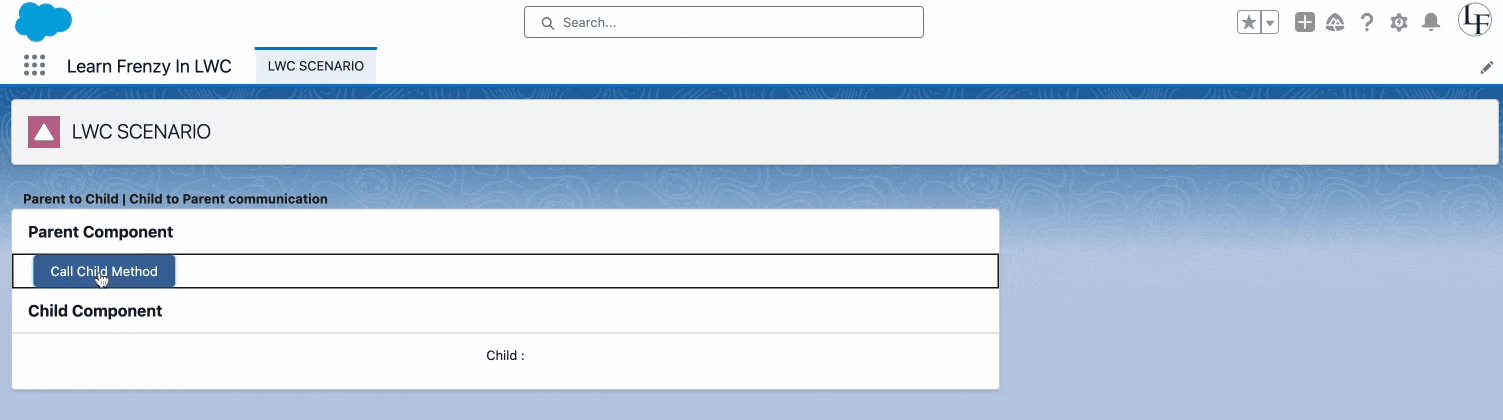 Search...
LF
Learn Frenzy In LWC
LWC SCENARIO
LWC SCENARIO
Parent to Child | Child to Parent communication
Parent Component
Call Child Method
Child Component
Child :